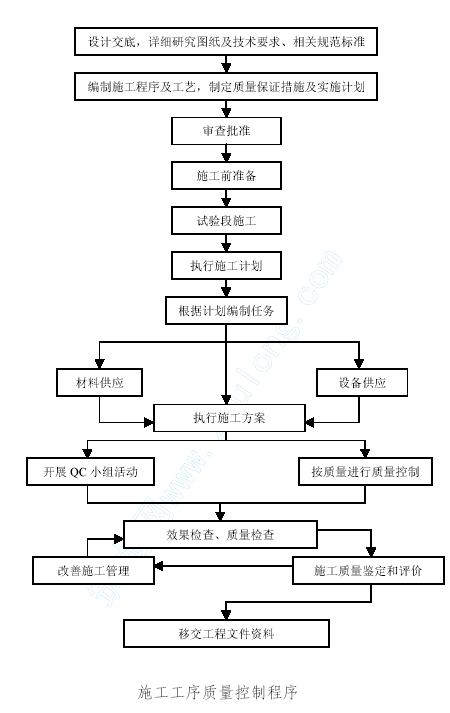 设计交底，详细研究图纸及技术要求、相关规范标准
编制施工程序及工艺，制定质量保证措施及实施计划
审查批准
施工前准备
试验段施工
执行施工计划
根据计划编制任务
材料供应
设备供应
执行施工方案
开展 QC 小组活动
按质量进行质量控制
效果检查、质量检查
改善施工管理
施工质量鉴定和评价
移交工程文件资料
施工工序质量控制程序